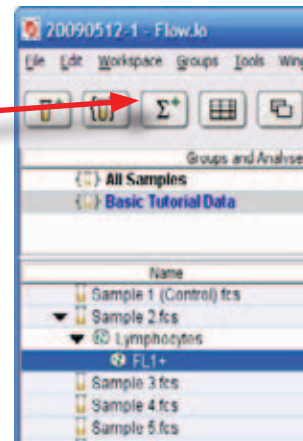 20090512-1 - FlowJo
File Edit Workspace Groups Tools
{ } Σ+
Groups and Analyse
{ } All Samples
{ } Basic Tutorial Data
Name
Sample 1 (Control).fcs
Sample 2.fcs
Lymphocytes
FL1+
Sample 3.fcs
Sample 4.fcs
Sample 5.fcs